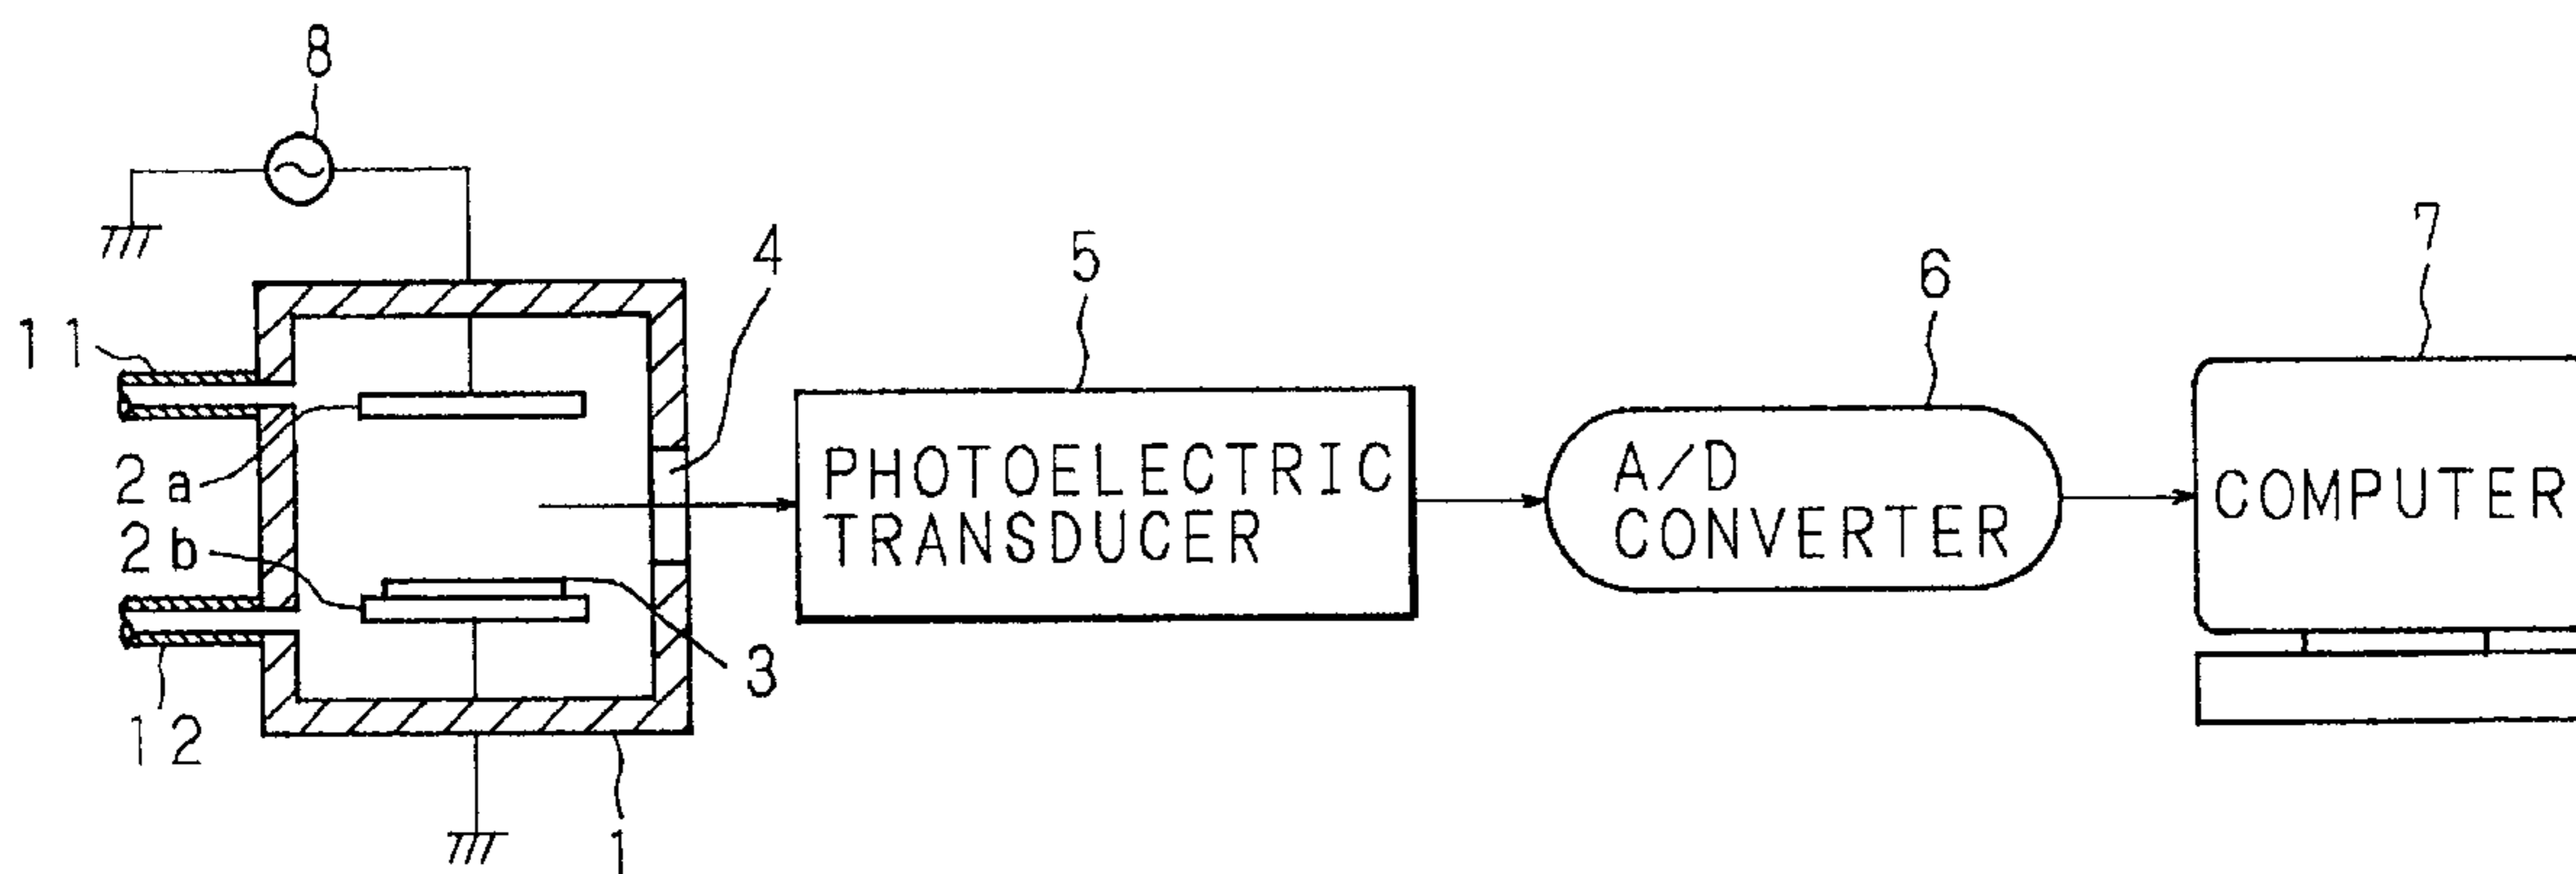 8
4
5
6
7
11
PHOTOELECTRIC
TRANSDUCER
A/D
CONVERTER
COMPUTER
2a
2b
3
12
1